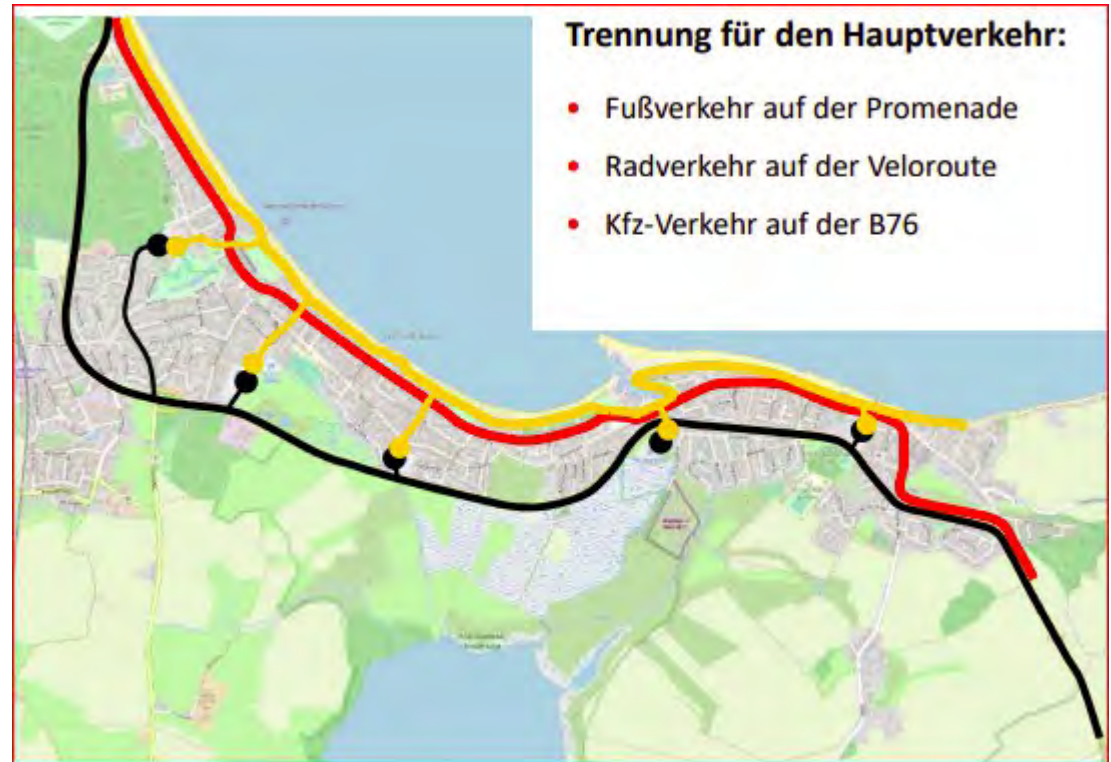 Trennung für den Hauptverkehr:
• Fußverkehr auf der Promenade
• Radverkehr auf der Veloroute
• Kfz-Verkehr auf der B76